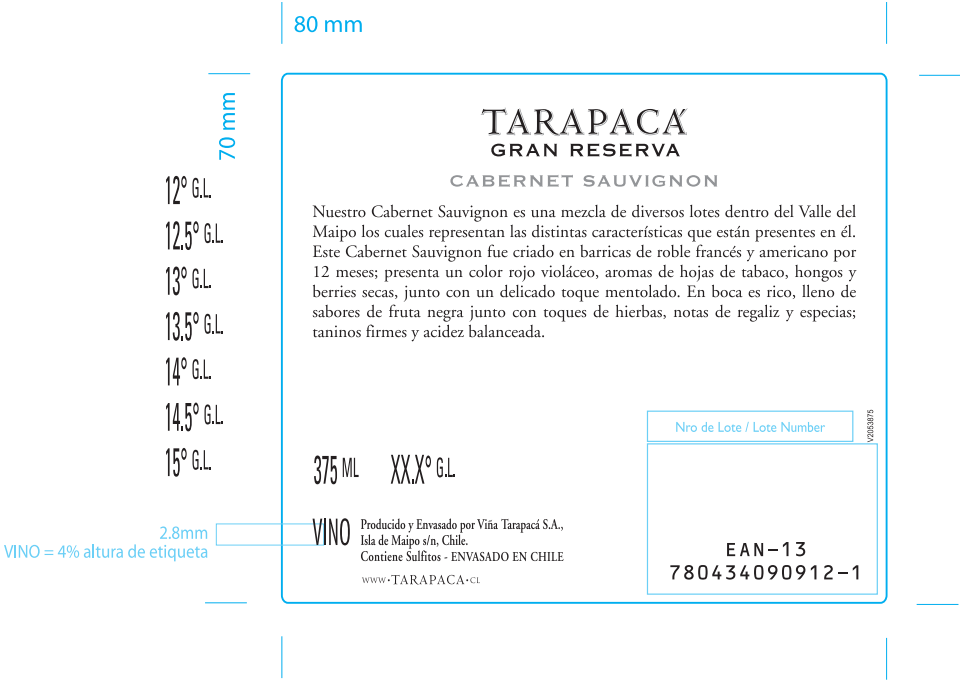 80 mm
70 mm
TARAPACÁ
GRAN RESERVA
CABERNET SAUVIGNON
Nuestro Cabernet Sauvignon es una mezcla de diversos lotes dentro del Valle del
Maipo los cuales representan las distintas características que están presentes en él.
Este Cabernet Sauvignon fue criado en barricas de roble francés y americano por
12 meses; presenta un color rojo violáceo, aromas de hojas de tabaco, hongos y
berries secas, junto con un delicado toque mentolado. En boca es rico, lleno de
sabores de fruta negra junto con toques de hierbas, notas de regaliz y especias;
taninos firmes y acidez balanceada.
12° G.L.
12.5° G.L.
13° G.L.
13.5° G.L.
14° G.L.
14.5° G.L.
15° G.L.
Nro de Lote / Lote Number
V2053875
375 ML XX.X° G.L.
2.8mm
VINO = 4% altura de etiqueta
VINO
Producido y Envasado por Viña Tarapacá S.A.,
Isla de Maipo s/n, Chile.
Contiene Sulfitos - ENVASADO EN CHILE
WWW•TARAPACA•CL
EAN-13
780434090912-1